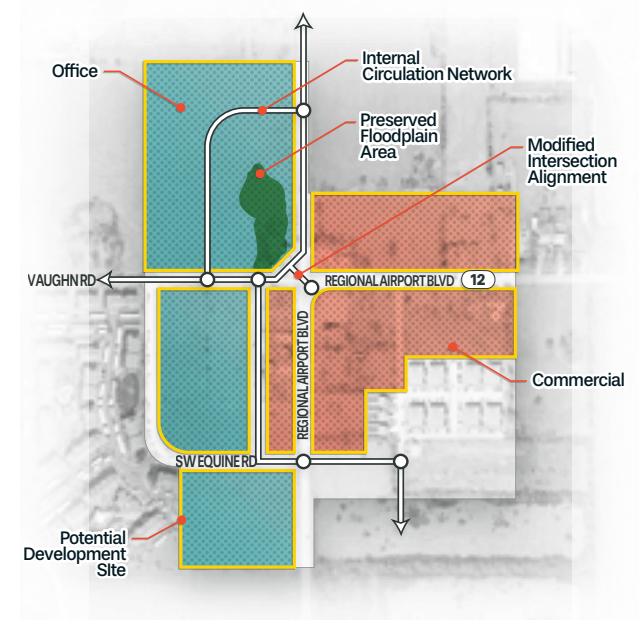 Internal
Circulation Network
Office
Preserved
Floodplain
Area
Modified
Intersection
Alignment
VAUGHN RD
REGIONAL AIRPORT BLVD 12
REGIONAL AIRPORT BLVD
Commercial
SW EQUINE RD
Potential
Development
SIte